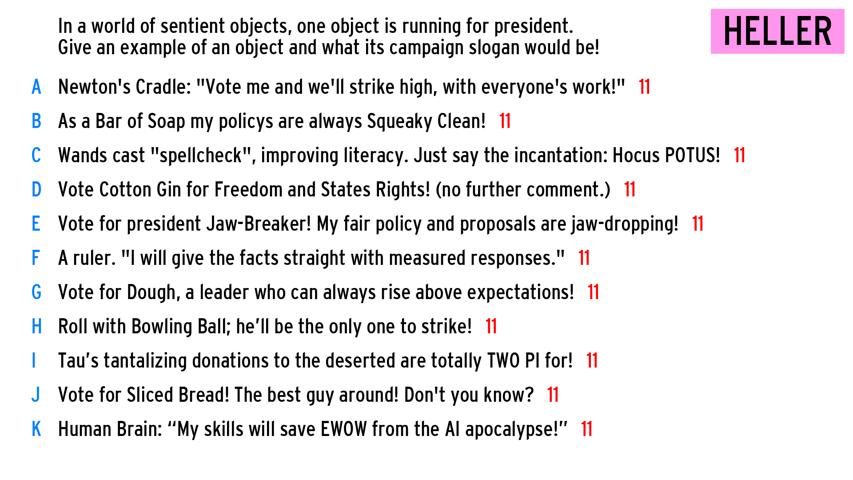 In a world of sentient objects, one object is running for president.
Give an example of an object and what its campaign slogan would be!
HELLER
A Newton's Cradle: "Vote me and we'll strike high, with everyone's work!" 11
B As a Bar of Soap my policys are always Squeaky Clean! 11
C Wands cast "spellcheck", improving literacy. Just say the incantation: Hocus POTUS! 11
D Vote Cotton Gin for Freedom and States Rights! (no further comment.) 11
E Vote for president Jaw-Breaker! My fair policy and proposals are jaw-dropping! 11
F A ruler. "I will give the facts straight with measured responses." 11
G Vote for Dough, a leader who can always rise above expectations! 11
H Roll with Bowling Ball; he’ll be the only one to strike! 11
I Tau’s tantalizing donations to the deserted are totally TWO PI for! 11
J Vote for Sliced Bread! The best guy around! Don't you know? 11
K Human Brain: “My skills will save EWOW from the AI apocalypse!” 11